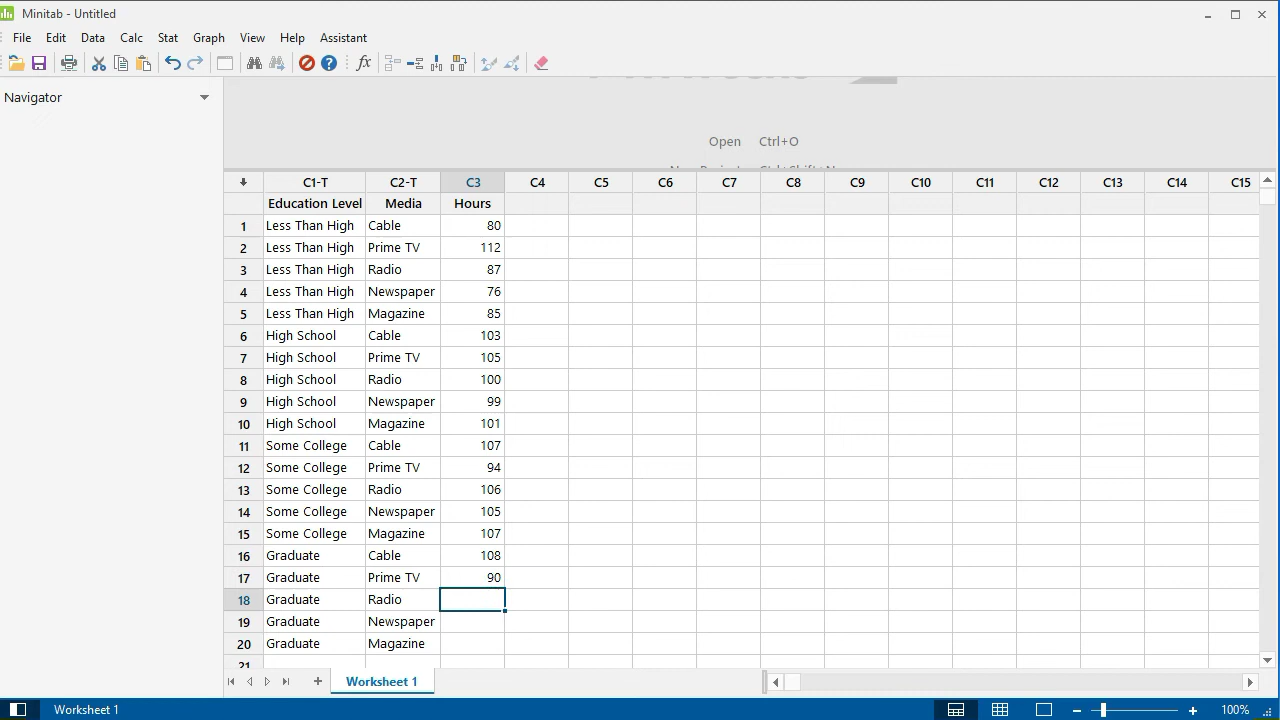 Minitab - Untitled
File Edit Data Calc Stat Graph View Help Assistant
Navigator
Open Ctrl+O
C1-T C2-T C3 C4 C5 C6 C7 C8 C9 C10 C11 C12 C13 C14 C15
Education Level Media Hours
1 Less Than High Cable 80
2 Less Than High Prime TV 112
3 Less Than High Radio 87
4 Less Than High Newspaper 76
5 Less Than High Magazine 85
6 High School Cable 103
7 High School Prime TV 105
8 High School Radio 100
9 High School Newspaper 99
10 High School Magazine 101
11 Some College Cable 107
12 Some College Prime TV 94
13 Some College Radio 106
14 Some College Newspaper 105
15 Some College Magazine 107
16 Graduate Cable 108
17 Graduate Prime TV 90
18 Graduate Radio
19 Graduate Newspaper
20 Graduate Magazine
21
Worksheet 1
Worksheet 1 100%